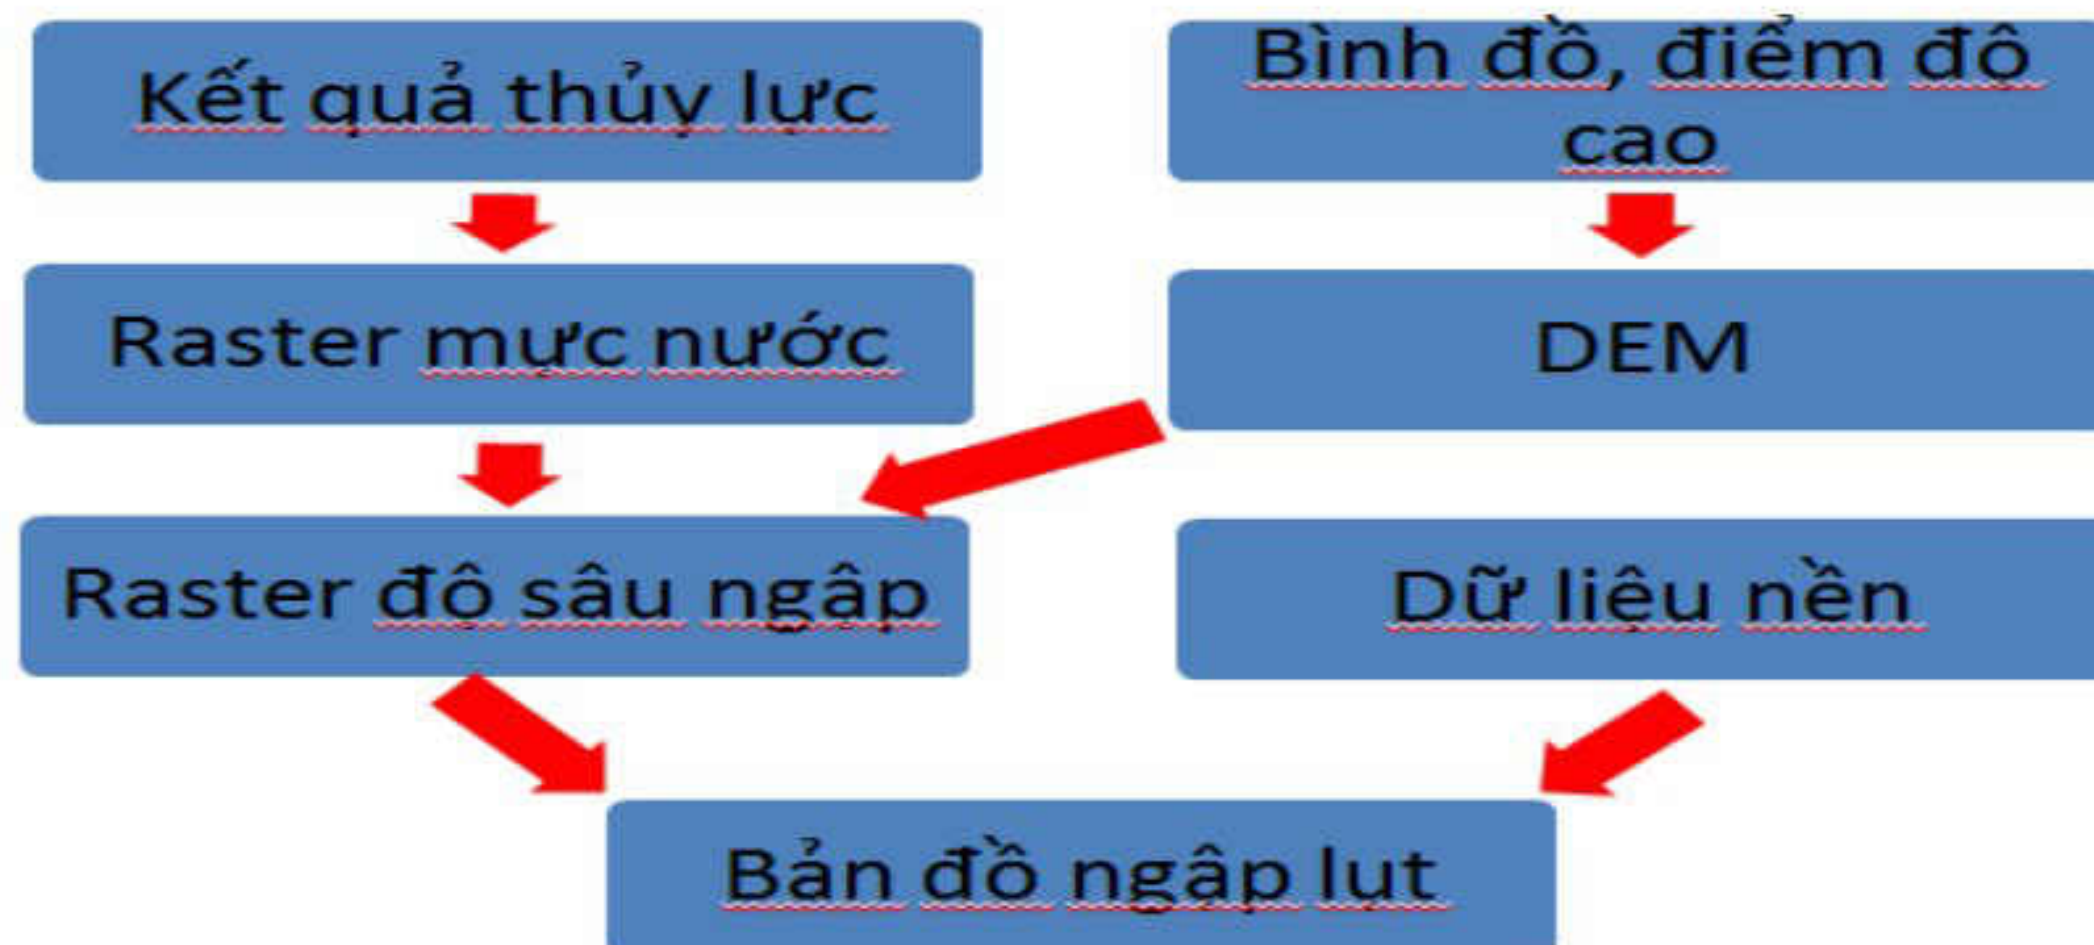 Kết quả thủy lực
Bình đồ, điểm độ
cao
Raster mực nước
DEM
Raster độ sâu ngập
Dữ liệu nền
Bản đồ ngập lụt